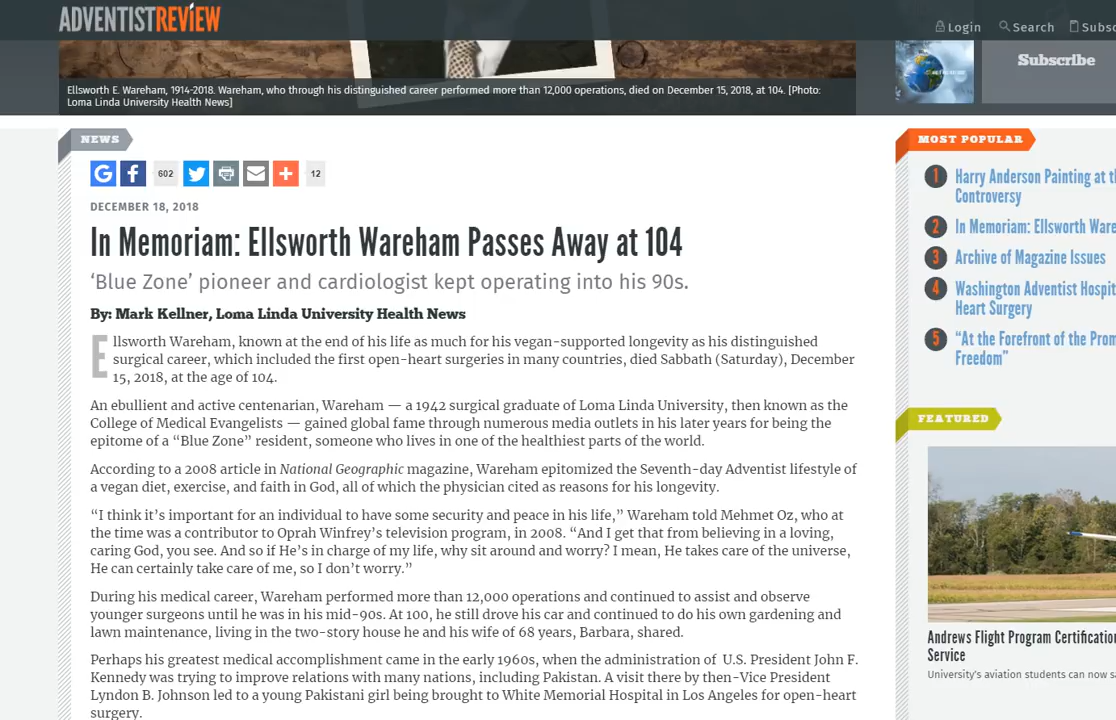 ADVENTISTREVIEW
Login
Search
Ellsworth E. Wareham, 1914-2018. Wareham, who through his distinguished career performed more than 12,000 operations, died on December 15, 2018, at 104. [Photo:
Loma Linda University Health News]
Subscribe
NEWS
602
12
DECEMBER 18, 2018
In Memoriam: Ellsworth Wareham Passes Away at 104
‘Blue Zone’ pioneer and cardiologist kept operating into his 90s.
By: Mark Kellner, Loma Linda University Health News
Ellsworth Wareham, known at the end of his life as much for his vegan-supported longevity as his distinguished
surgical career, which included the first open-heart surgeries in many countries, died Sabbath (Saturday), December
15, 2018, at the age of 104.
An ebullient and active centenarian, Wareham — a 1942 surgical graduate of Loma Linda University, then known as the
College of Medical Evangelists — gained global fame through numerous media outlets in his later years for being the
epitome of a “Blue Zone” resident, someone who lives in one of the healthiest parts of the world.
According to a 2008 article in National Geographic magazine, Wareham epitomized the Seventh-day Adventist lifestyle of
a vegan diet, exercise, and faith in God, all of which the physician cited as reasons for his longevity.
“I think it’s important for an individual to have some security and peace in his life,” Wareham told Mehmet Oz, who at
the time was a contributor to Oprah Winfrey’s television program, in 2008. “And I get that from believing in a loving,
caring God, you see. And so if He’s in charge of my life, why sit around and worry? I mean, He takes care of the universe,
He can certainly take care of me, so I don’t worry.”
During his medical career, Wareham performed more than 12,000 operations and continued to assist and observe
younger surgeons until he was in his mid-90s. At 100, he still drove his car and continued to do his own gardening and
lawn maintenance, living in the two-story house he and his wife of 68 years, Barbara, shared.
Perhaps his greatest medical accomplishment came in the early 1960s, when the administration of U.S. President John F.
Kennedy was trying to improve relations with many nations, including Pakistan. A visit there by then-Vice President
Lyndon B. Johnson led to a young Pakistani girl being brought to White Memorial Hospital in Los Angeles for open-heart
surgery.
MOST POPULAR
1 Harry Anderson Painting at
Controversy
2 In Memoriam: Ellsworth
3 Archive of Magazine Issues
4 Washington Adventist
Heart Surgery
5 “At the Forefront of the
Freedom”
FEATURED
Andrews Flight Program
Service
University’s aviation students can now